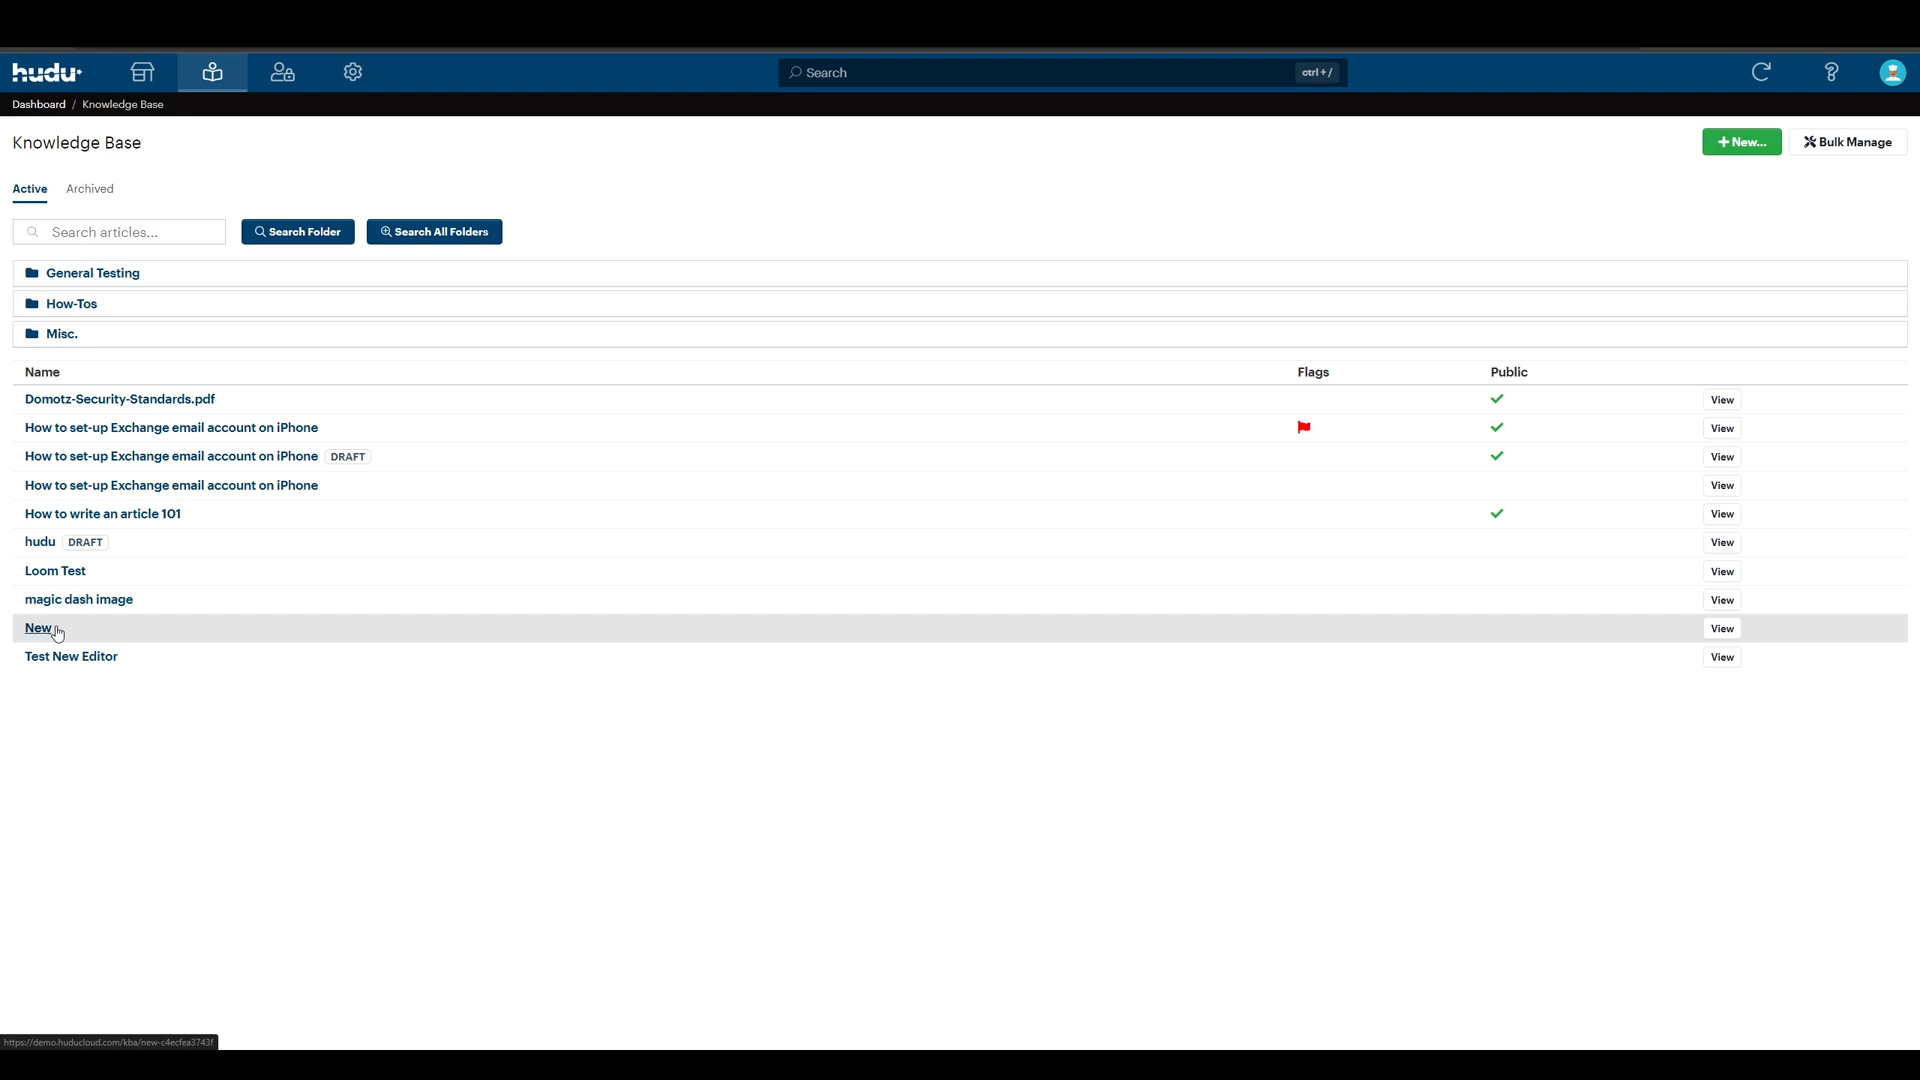 hudu
Search ctrl + /
Dashboard / Knowledge Base
Knowledge Base
+ New... Bulk Manage
Active Archived
Search articles... Search Folder Search All Folders
General Testing
How-Tos
Misc.
Name Flags Public
Domotz-Security-Standards.pdf View
How to set-up Exchange email account on iPhone View
How to set-up Exchange email account on iPhone DRAFT View
How to set-up Exchange email account on iPhone View
How to write an article 101 View
hudu DRAFT View
Loom Test View
magic dash image View
New View
Test New Editor View
https://demo.huducloud.com/kba/new-c4ecfea3743f